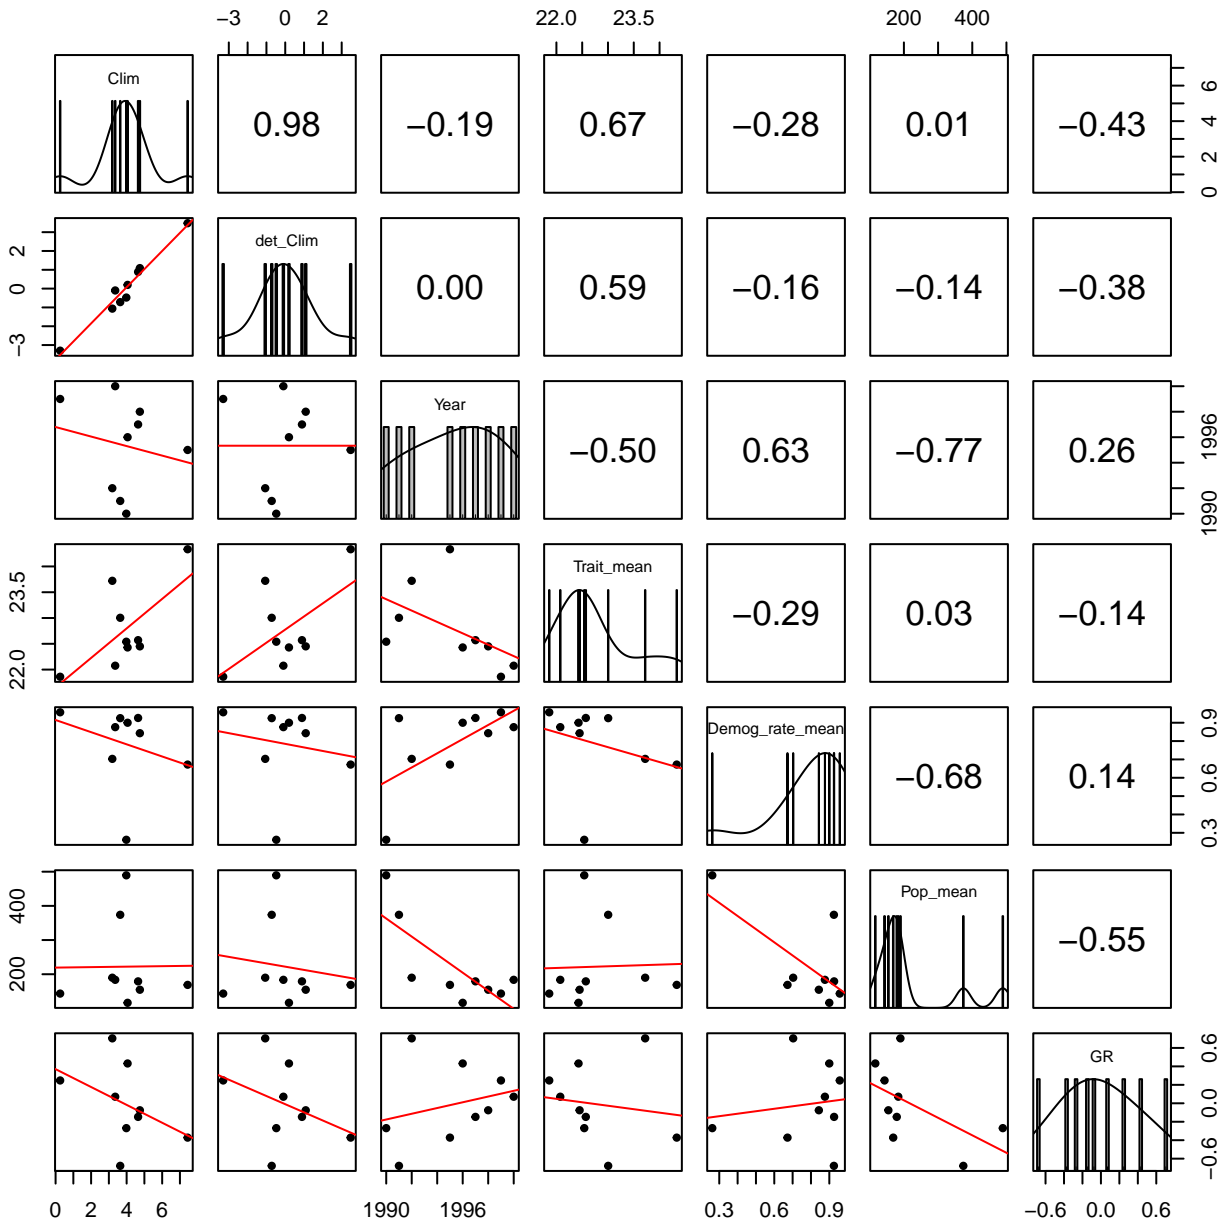 −3 0 2 22.0 23.5 200 400
Clim 0.98 −0.19 0.67 −0.28 0.01 −0.43 0 2 4 6
−3 0 2 det_Clim 0.00 0.59 −0.16 −0.14 −0.38
Year −0.50 0.63 −0.77 0.26 1990 1996
22.0 23.5 Trait_mean −0.29 0.03 −0.14
Demog_rate_mean −0.68 0.14 0.3 0.6 0.9
200 400 Pop_mean −0.55
GR −0.6 0.0 0.6
0 2 4 6 1990 1996 0.3 0.6 0.9 −0.6 0.0 0.6